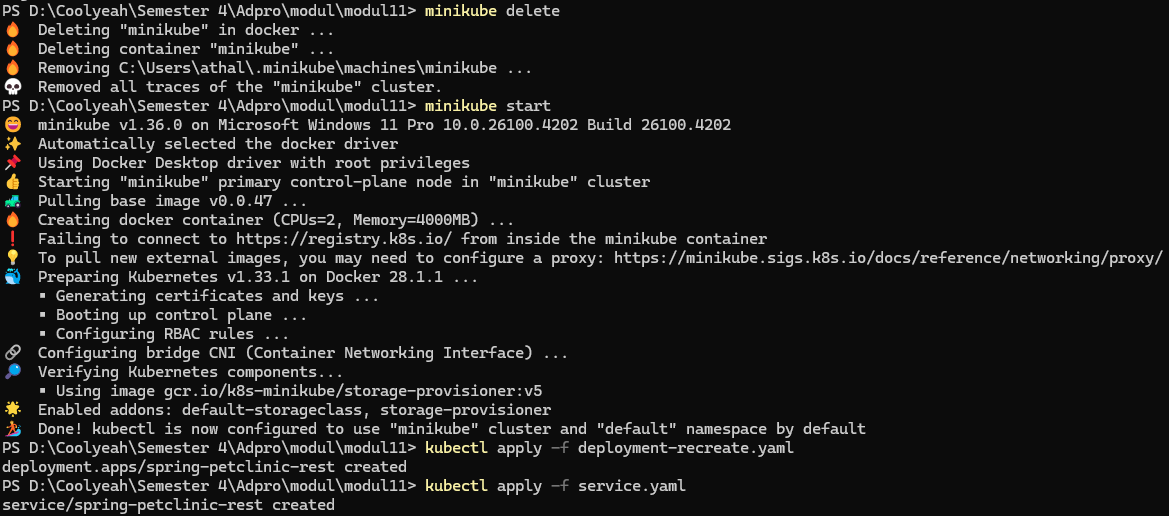 PS D:\Coolyeah\Semester 4\Adpro\modul\modul11> minikube delete
🔥  Deleting "minikube" in docker ...
🔥  Deleting container "minikube" ...
🔥  Removing C:\Users\athal\.minikube\machines\minikube ...
💀  Removed all traces of the "minikube" cluster.
PS D:\Coolyeah\Semester 4\Adpro\modul\modul11> minikube start
😄  minikube v1.36.0 on Microsoft Windows 11 Pro 10.0.26100.4202 Build 26100.4202
✨  Automatically selected the docker driver
📌  Using Docker Desktop driver with root privileges
👍  Starting "minikube" primary control-plane node in "minikube" cluster
🚜  Pulling base image v0.0.47 ...
🔥  Creating docker container (CPUs=2, Memory=4000MB) ...
❗  Failing to connect to https://registry.k8s.io/ from inside the minikube container
💡  To pull new external images, you may need to configure a proxy: https://minikube.sigs.k8s.io/docs/reference/networking/proxy/
🐳  Preparing Kubernetes v1.33.1 on Docker 28.1.1 ...
▪ Generating certificates and keys ...
▪ Booting up control plane ...
▪ Configuring RBAC rules ...
🔗  Configuring bridge CNI (Container Networking Interface) ...
🔎  Verifying Kubernetes components...
▪ Using image gcr.io/k8s-minikube/storage-provisioner:v5
🌟  Enabled addons: default-storageclass, storage-provisioner
🏄  Done! kubectl is now configured to use "minikube" cluster and "default" namespace by default
PS D:\Coolyeah\Semester 4\Adpro\modul\modul11> kubectl apply -f deployment-recreate.yaml
deployment.apps/spring-petclinic-rest created
PS D:\Coolyeah\Semester 4\Adpro\modul\modul11> kubectl apply -f service.yaml
service/spring-petclinic-rest created